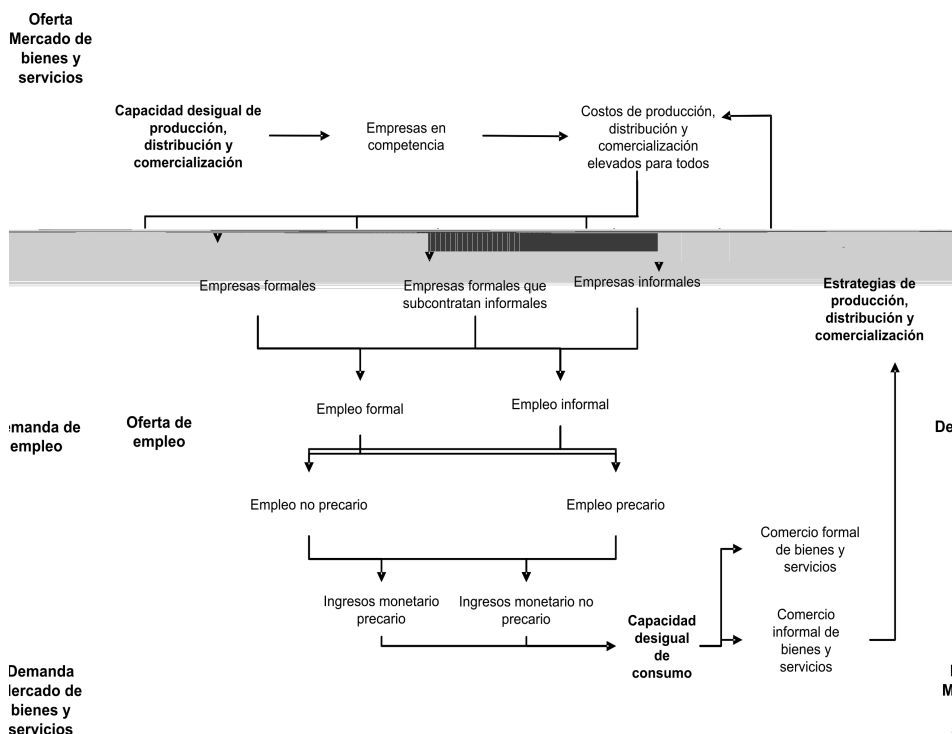 Oferta
Mercado de
bienes y
servicios
Capacidad desigual de
producción,
distribución y
comercialización
Empresas en
competencia
Costos de producción,
distribución y
comercialización
elevados para todos
Empresas formales
Empresas formales que
subcontratan informales
Empresas informales
Estrategias de
producción,
distribución y
comercialización
Empleo formal
Empleo informal
emanda de
empleo
Oferta de
empleo
De
Empleo no precario
Empleo precario
Comercio formal
de bienes y
servicios
Ingresos monetario
precario
Ingresos monetario no
precario
Capacidad
desigual
de
consumo
Comercio
informal de
bienes y
servicios
Demanda
Mercado de
bienes y
servicios
M